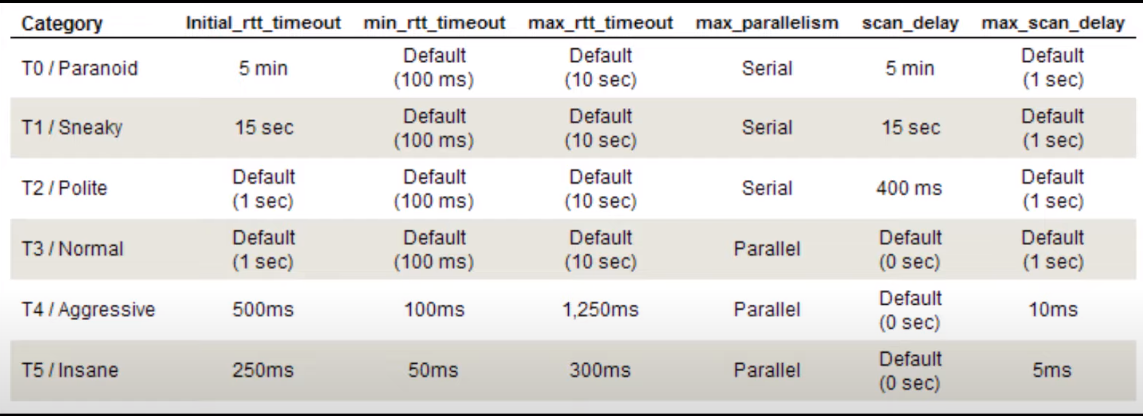 Category Initial_rtt_timeout min_rtt_timeout max_rtt_timeout max_parallelism scan_delay max_scan_delay
T0 / Paranoid 5 min Default (100 ms) Default (10 sec) Serial 5 min Default (1 sec)
T1 / Sneaky 15 sec Default (100 ms) Default (10 sec) Serial 15 sec Default (1 sec)
T2 / Polite Default (1 sec) Default (100 ms) Default (10 sec) Serial 400 ms Default (1 sec)
T3 / Normal Default (1 sec) Default (100 ms) Default (10 sec) Parallel Default (0 sec) Default (1 sec)
T4 / Aggressive 500ms 100ms 1,250ms Parallel Default (0 sec) 10ms
T5 / Insane 250ms 50ms 300ms Parallel Default (0 sec) 5ms